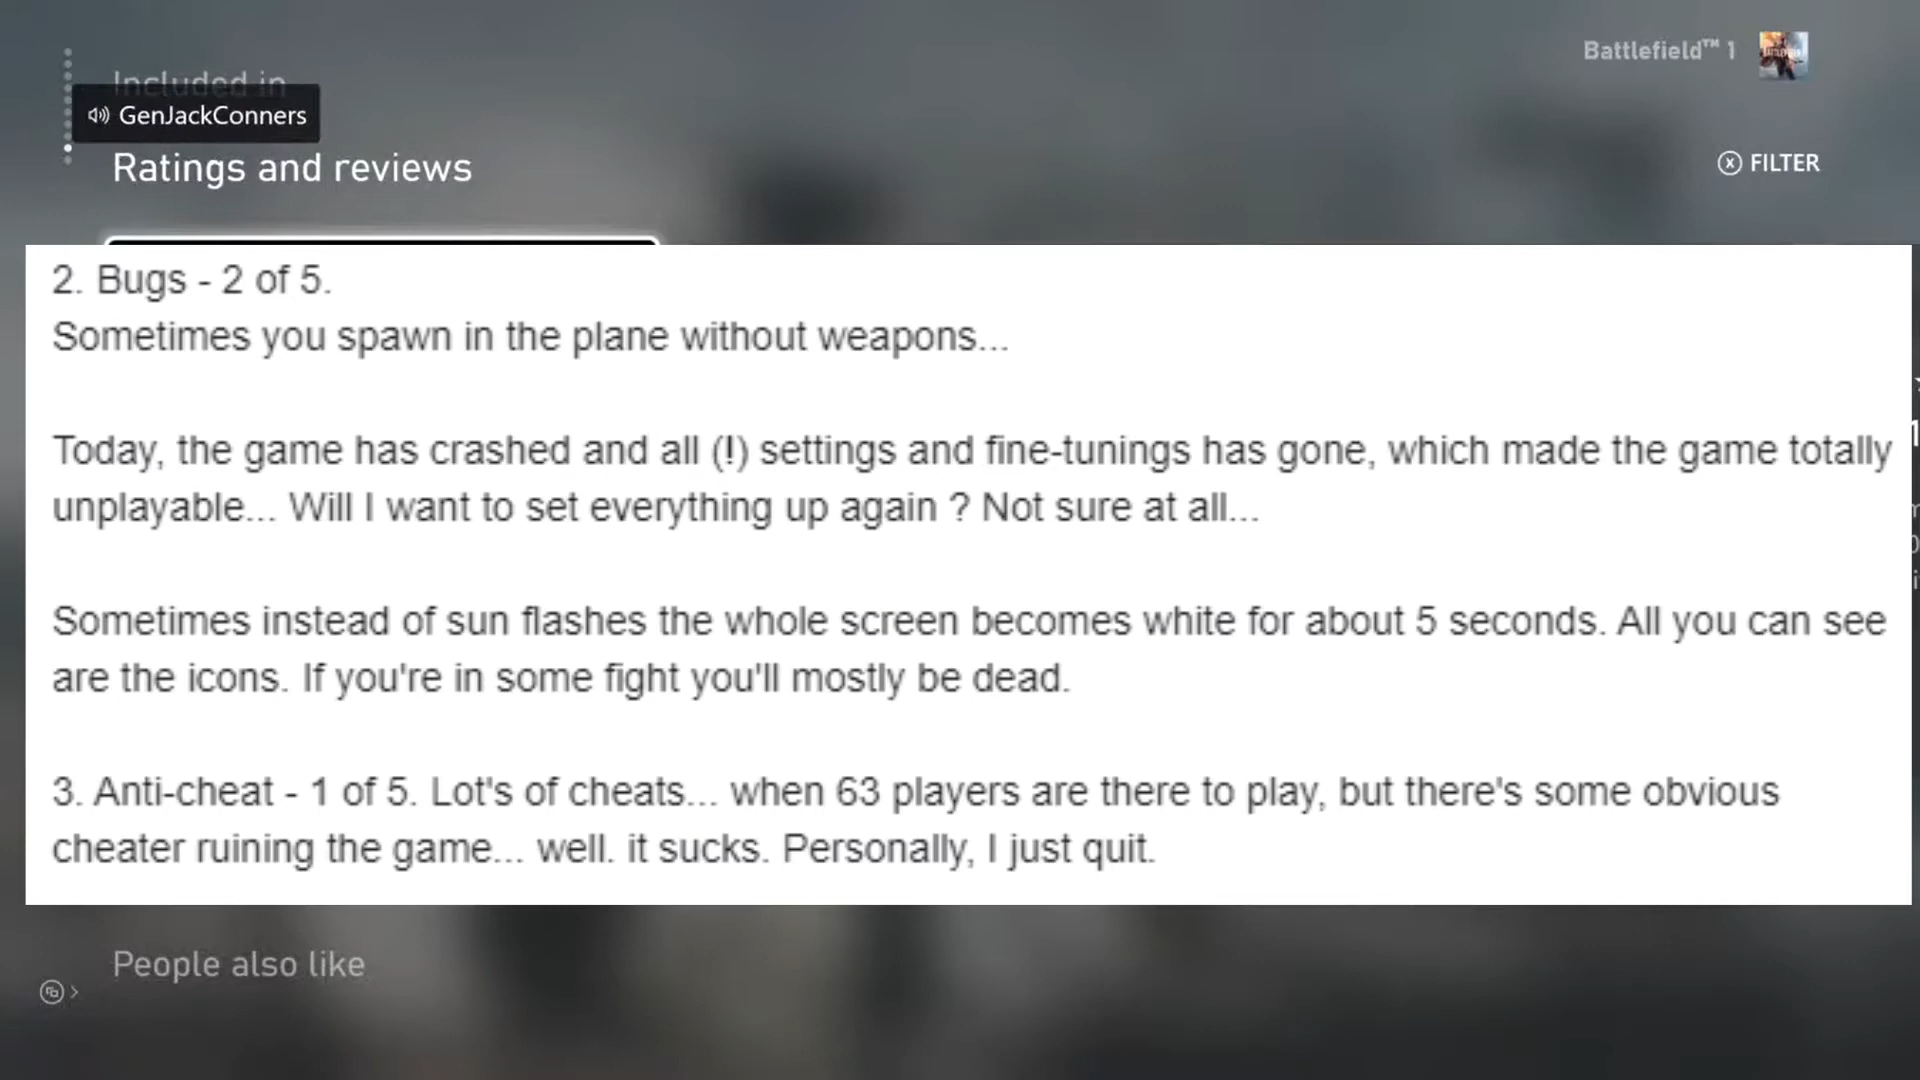 Included in
Battlefield™ 1
GenJackConners
Ratings and reviews
FILTER
2. Bugs - 2 of 5.
Sometimes you spawn in the plane without weapons...
Today, the game has crashed and all (!) settings and fine-tunings has gone, which made the game totally
unplayable... Will I want to set everything up again ? Not sure at all...
Sometimes instead of sun flashes the whole screen becomes white for about 5 seconds. All you can see
are the icons. If you're in some fight you'll mostly be dead.
3. Anti-cheat - 1 of 5. Lot's of cheats... when 63 players are there to play, but there's some obvious
cheater ruining the game... well. it sucks. Personally, I just quit.
People also like